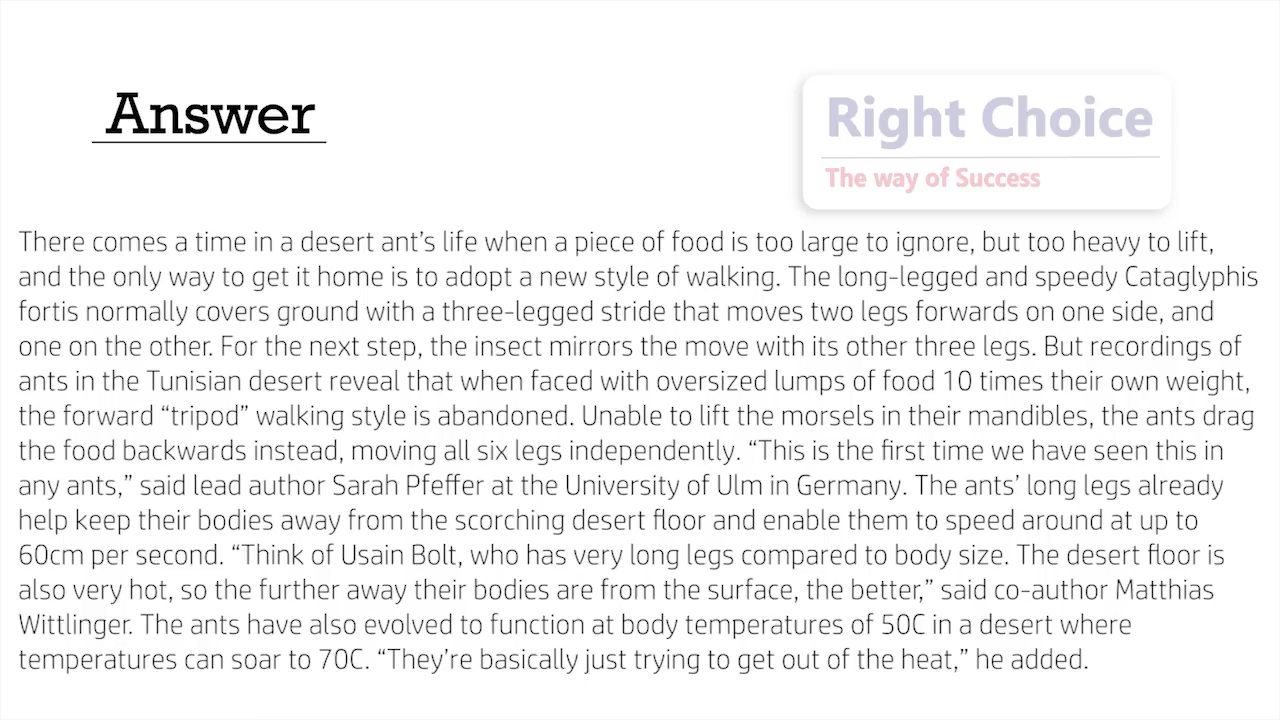 Answer
Right Choice
The way of Success
There comes a time in a desert ant’s life when a piece of food is too large to ignore, but too heavy to lift,
and the only way to get it home is to adopt a new style of walking. The long-legged and speedy Cataglyphis
fortis normally covers ground with a three-legged stride that moves two legs forwards on one side, and
one on the other. For the next step, the insect mirrors the move with its other three legs. But recordings of
ants in the Tunisian desert reveal that when faced with oversized lumps of food 10 times their own weight,
the forward “tripod” walking style is abandoned. Unable to lift the morsels in their mandibles, the ants drag
the food backwards instead, moving all six legs independently. “This is the first time we have seen this in
any ants,” said lead author Sarah Pfeffer at the University of Ulm in Germany. The ants’ long legs already
help keep their bodies away from the scorching desert floor and enable them to speed around at up to
60cm per second. “Think of Usain Bolt, who has very long legs compared to body size. The desert floor is
also very hot, so the further away their bodies are from the surface, the better,” said co-author Matthias
Wittlinger. The ants have also evolved to function at body temperatures of 50C in a desert where
temperatures can soar to 70C. “They’re basically just trying to get out of the heat,” he added.